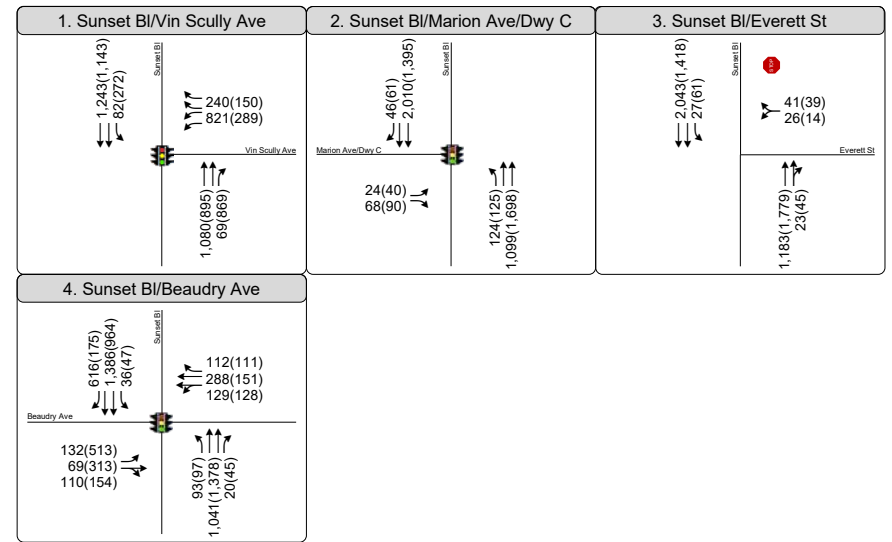 1. Sunset Bl/Vin Scully Ave
1,243(1,143)
82(272)
Sunset Bl
240(150)
821(289)
Vin Scully Ave
1,080(895)
69(869)
2. Sunset Bl/Marion Ave/Dwy C
46(61)
2,010(1,395)
Sunset Bl
Marion Ave/Dwy C
24(40)
68(90)
124(125)
1,099(1,698)
3. Sunset Bl/Everett St
2,043(1,418)
27(61)
Sunset Bl
STOP
41(39)
26(14)
Everett St
1,183(1,779)
23(45)
4. Sunset Bl/Beaudry Ave
616(175)
1,386(964)
36(47)
Sunset Bl
112(111)
288(151)
129(128)
Beaudry Ave
132(513)
69(313)
110(154)
93(97)
1,041(1,378)
20(45)